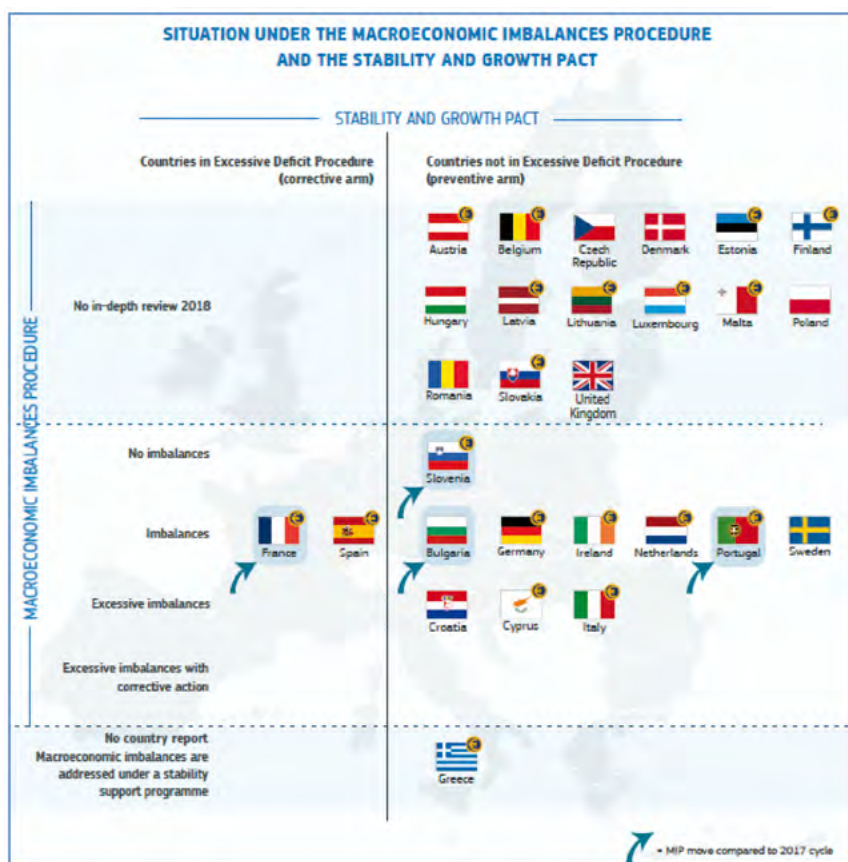 SITUATION UNDER THE MACROECONOMIC IMBALANCES PROCEDURE
AND THE STABILITY AND GROWTH PACT
STABILITY AND GROWTH PACT
Countries in Excessive Deficit Procedure
(corrective arm)
Countries not in Excessive Deficit Procedure
(preventive arm)
MACROECONOMIC IMBALANCES PROCEDURE
No in-depth review 2018
Austria
Belgium
Czech
Republic
Denmark
Estonia
Finland
Hungary
Latvia
Lithuania
Luxembourg
Malta
Poland
Romania
Slovakia
United
Kingdom
No imbalances
Slovenia
Imbalances
France
Spain
Bulgaria
Germany
Ireland
Netherlands
Portugal
Sweden
Excessive imbalances
Croatia
Cyprus
Italy
Excessive imbalances with
corrective action
No country report
Macroeconomic imbalances are
addressed under a stability
support programme
Greece
= MIP move compared to 2017 cycle